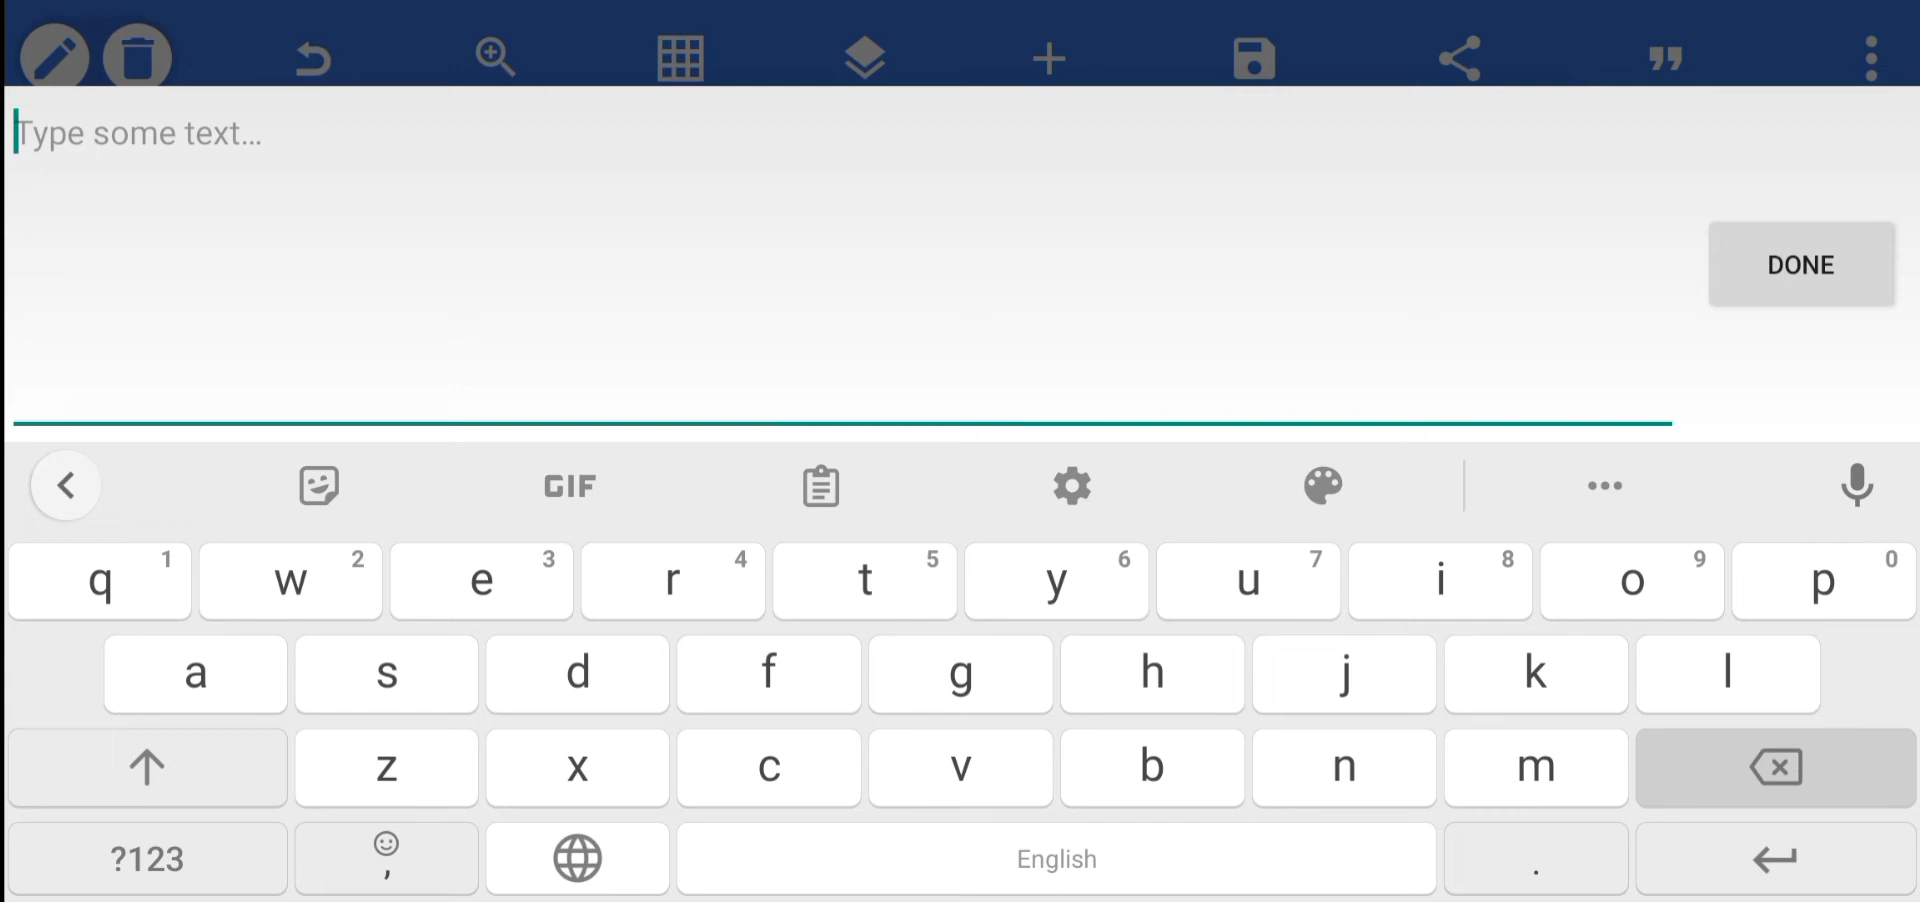 Type some text...
DONE
GIF
q 1 w 2 e 3 r 4 t 5 y 6 u 7 i 8 o 9 p 0
a s d f g h j k l
z x c v b n m
?123 , English .